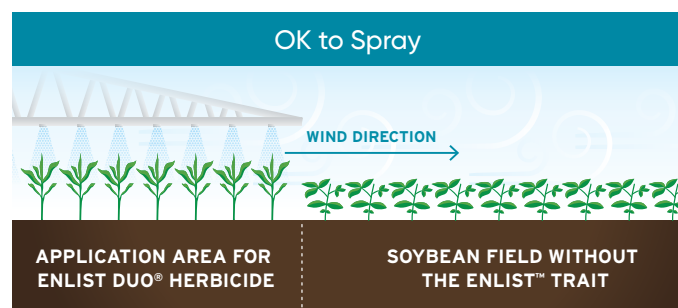 OK to Spray
WIND DIRECTION
APPLICATION AREA FOR
ENLIST DUO® HERBICIDE
SOYBEAN FIELD WITHOUT
THE ENLIST™ TRAIT